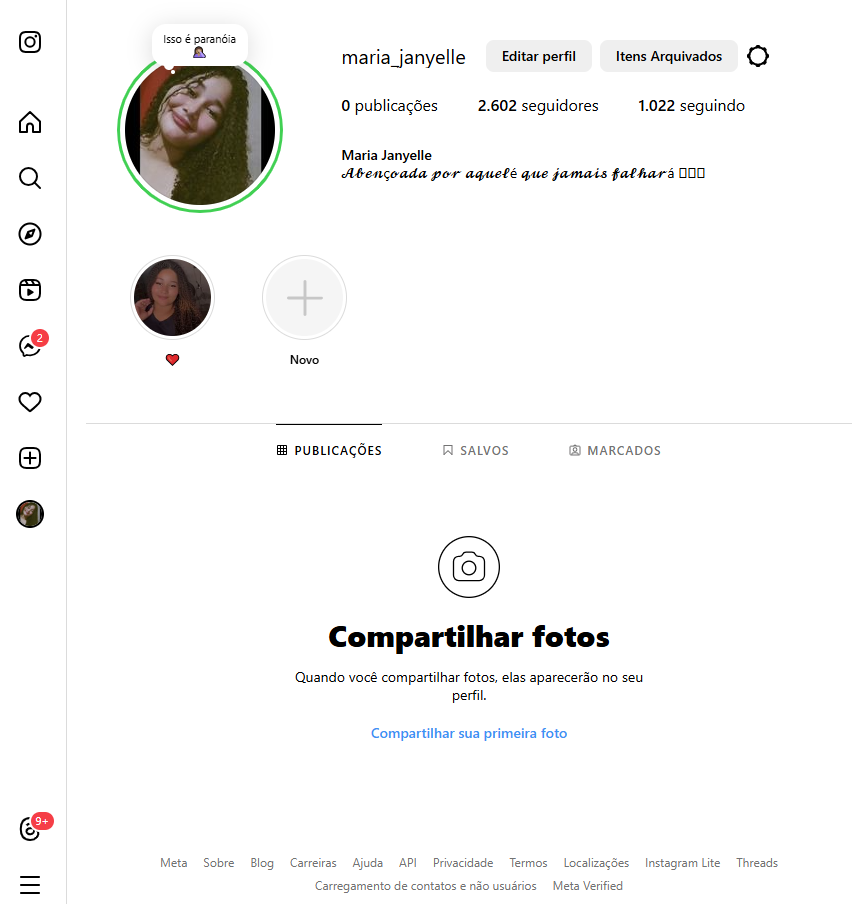 Isso é paranóia
🤦🏽‍♀️
maria_janyelle
Editar perfil
Itens Arquivados
0 publicações
2.602 seguidores
1.022 seguindo
Maria Janyelle
𝓐𝓫𝓮𝓷ç𝓸𝓪𝓭𝓪 𝓹𝓸𝓻 𝓪𝓺𝓾𝓮𝓵é 𝓺𝓾𝓮 𝓳𝓪𝓶𝓪𝓲𝓼 𝓯𝓪𝓵𝓱𝓪𝓻á
2
❤️
Novo
PUBLICAÇÕES
SALVOS
MARCADOS
Compartilhar fotos
Quando você compartilhar fotos, elas aparecerão no seu
perfil.
Compartilhar sua primeira foto
9+
Meta
Sobre
Blog
Carreiras
Ajuda
API
Privacidade
Termos
Localizações
Instagram Lite
Threads
Carregamento de contatos e não usuários
Meta Verified